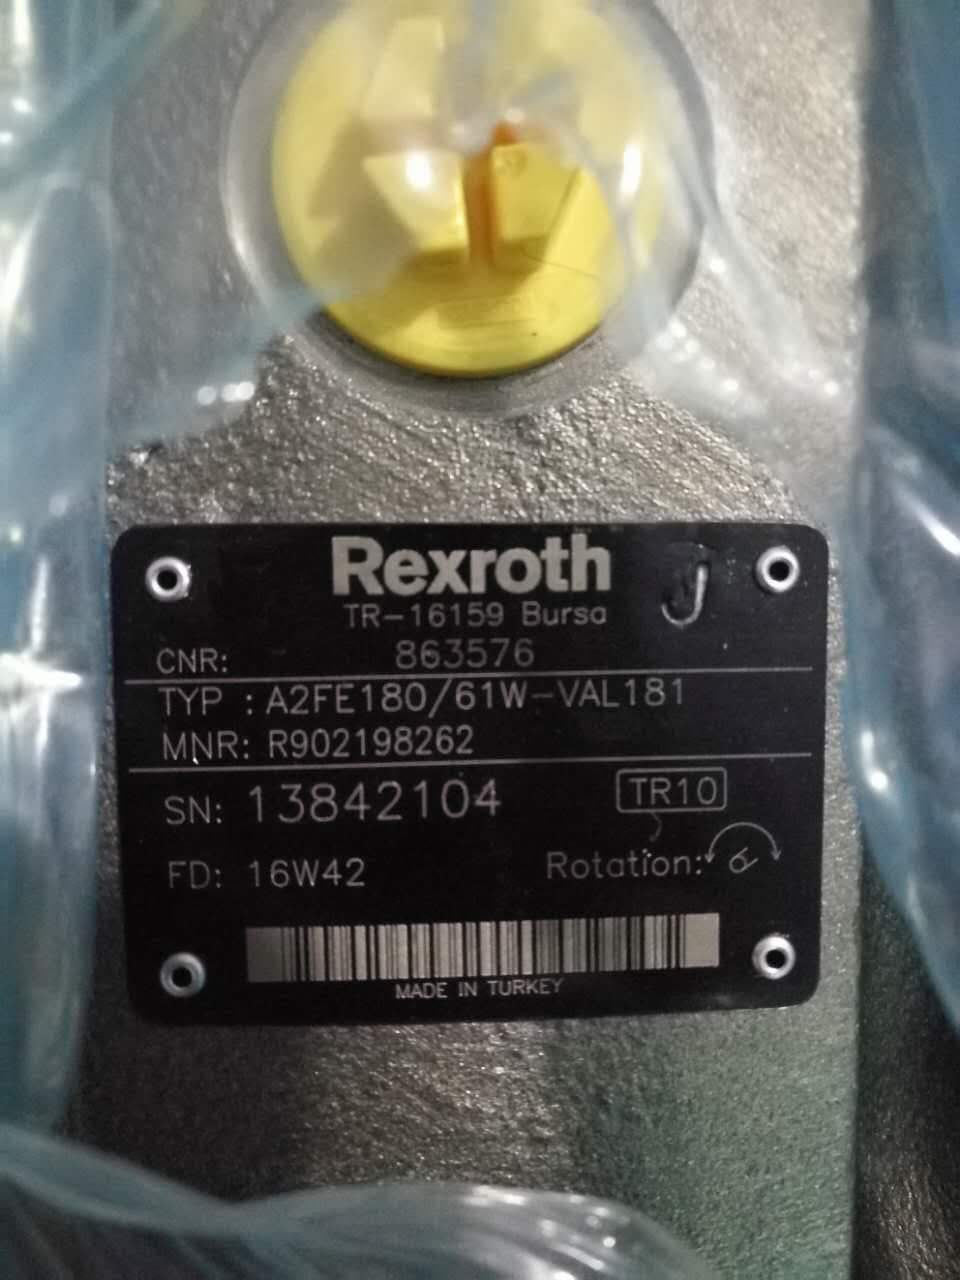 Rexroth J
TR-16159 Bursa
CNR: 863576
TYP : A2FE180/61W-VAL181
MNR: R902198262
SN: 13842104 TR10
FD: 16W42 Rotation:
MADE IN TURKEY